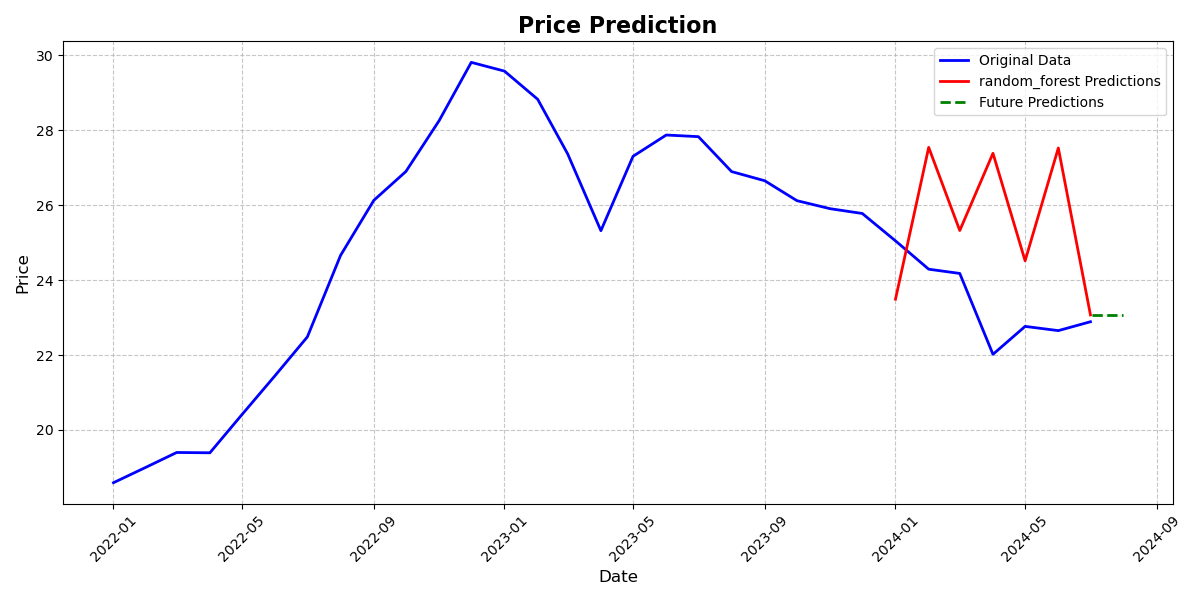 Price Prediction
Original Data
random_forest Predictions
Future Predictions
Price
30
28
26
24
22
20
2022-01
2022-05
2022-09
2023-01
2023-05
2023-09
2024-01
2024-05
2024-09
Date